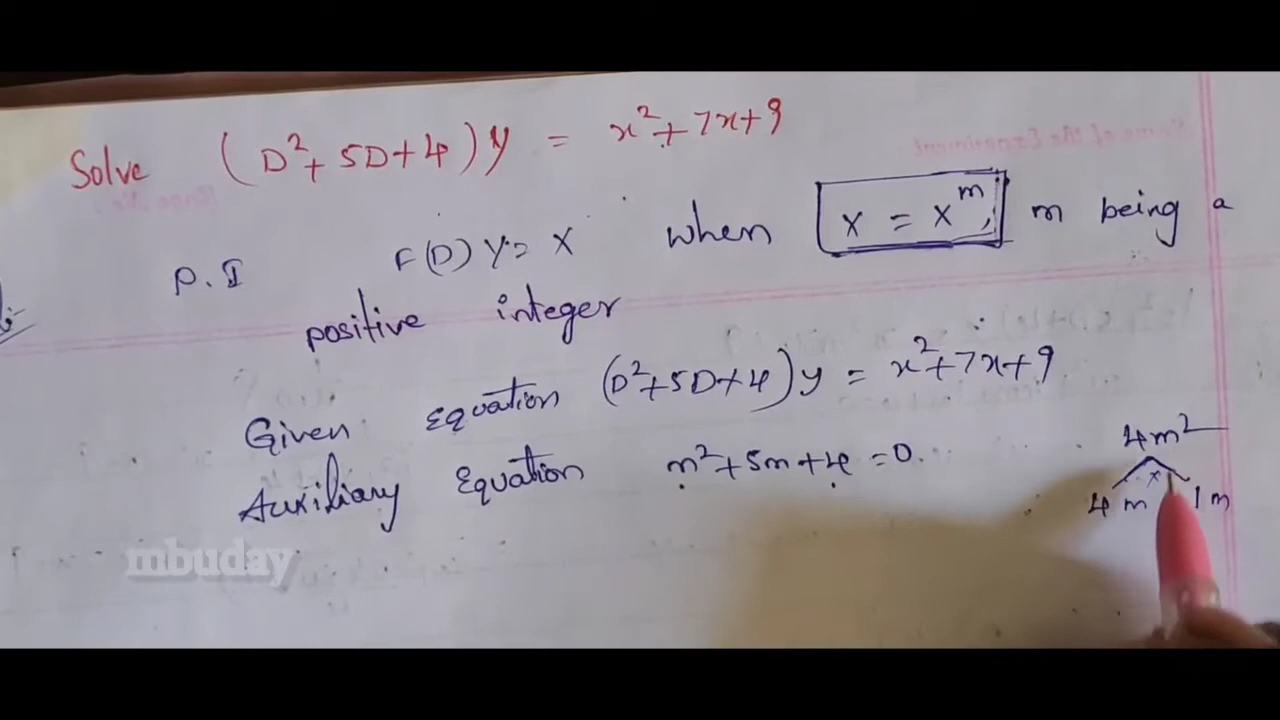 Solve (D²+5D+4)y = x²+7x+9
P.I F(D)y = X when X = x^m, m being a
positive integer
Given equation (D²+5D+4)y = x²+7x+9
Auxiliary Equation m²+5m+4=0.
4m²
4m × 1m
mbuday